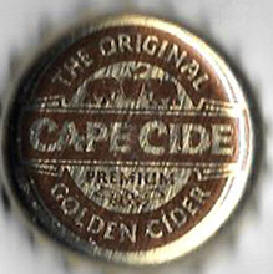 THE ORIGINAL
CAPE CIDE
PREMIUM
GOLDEN CIDER